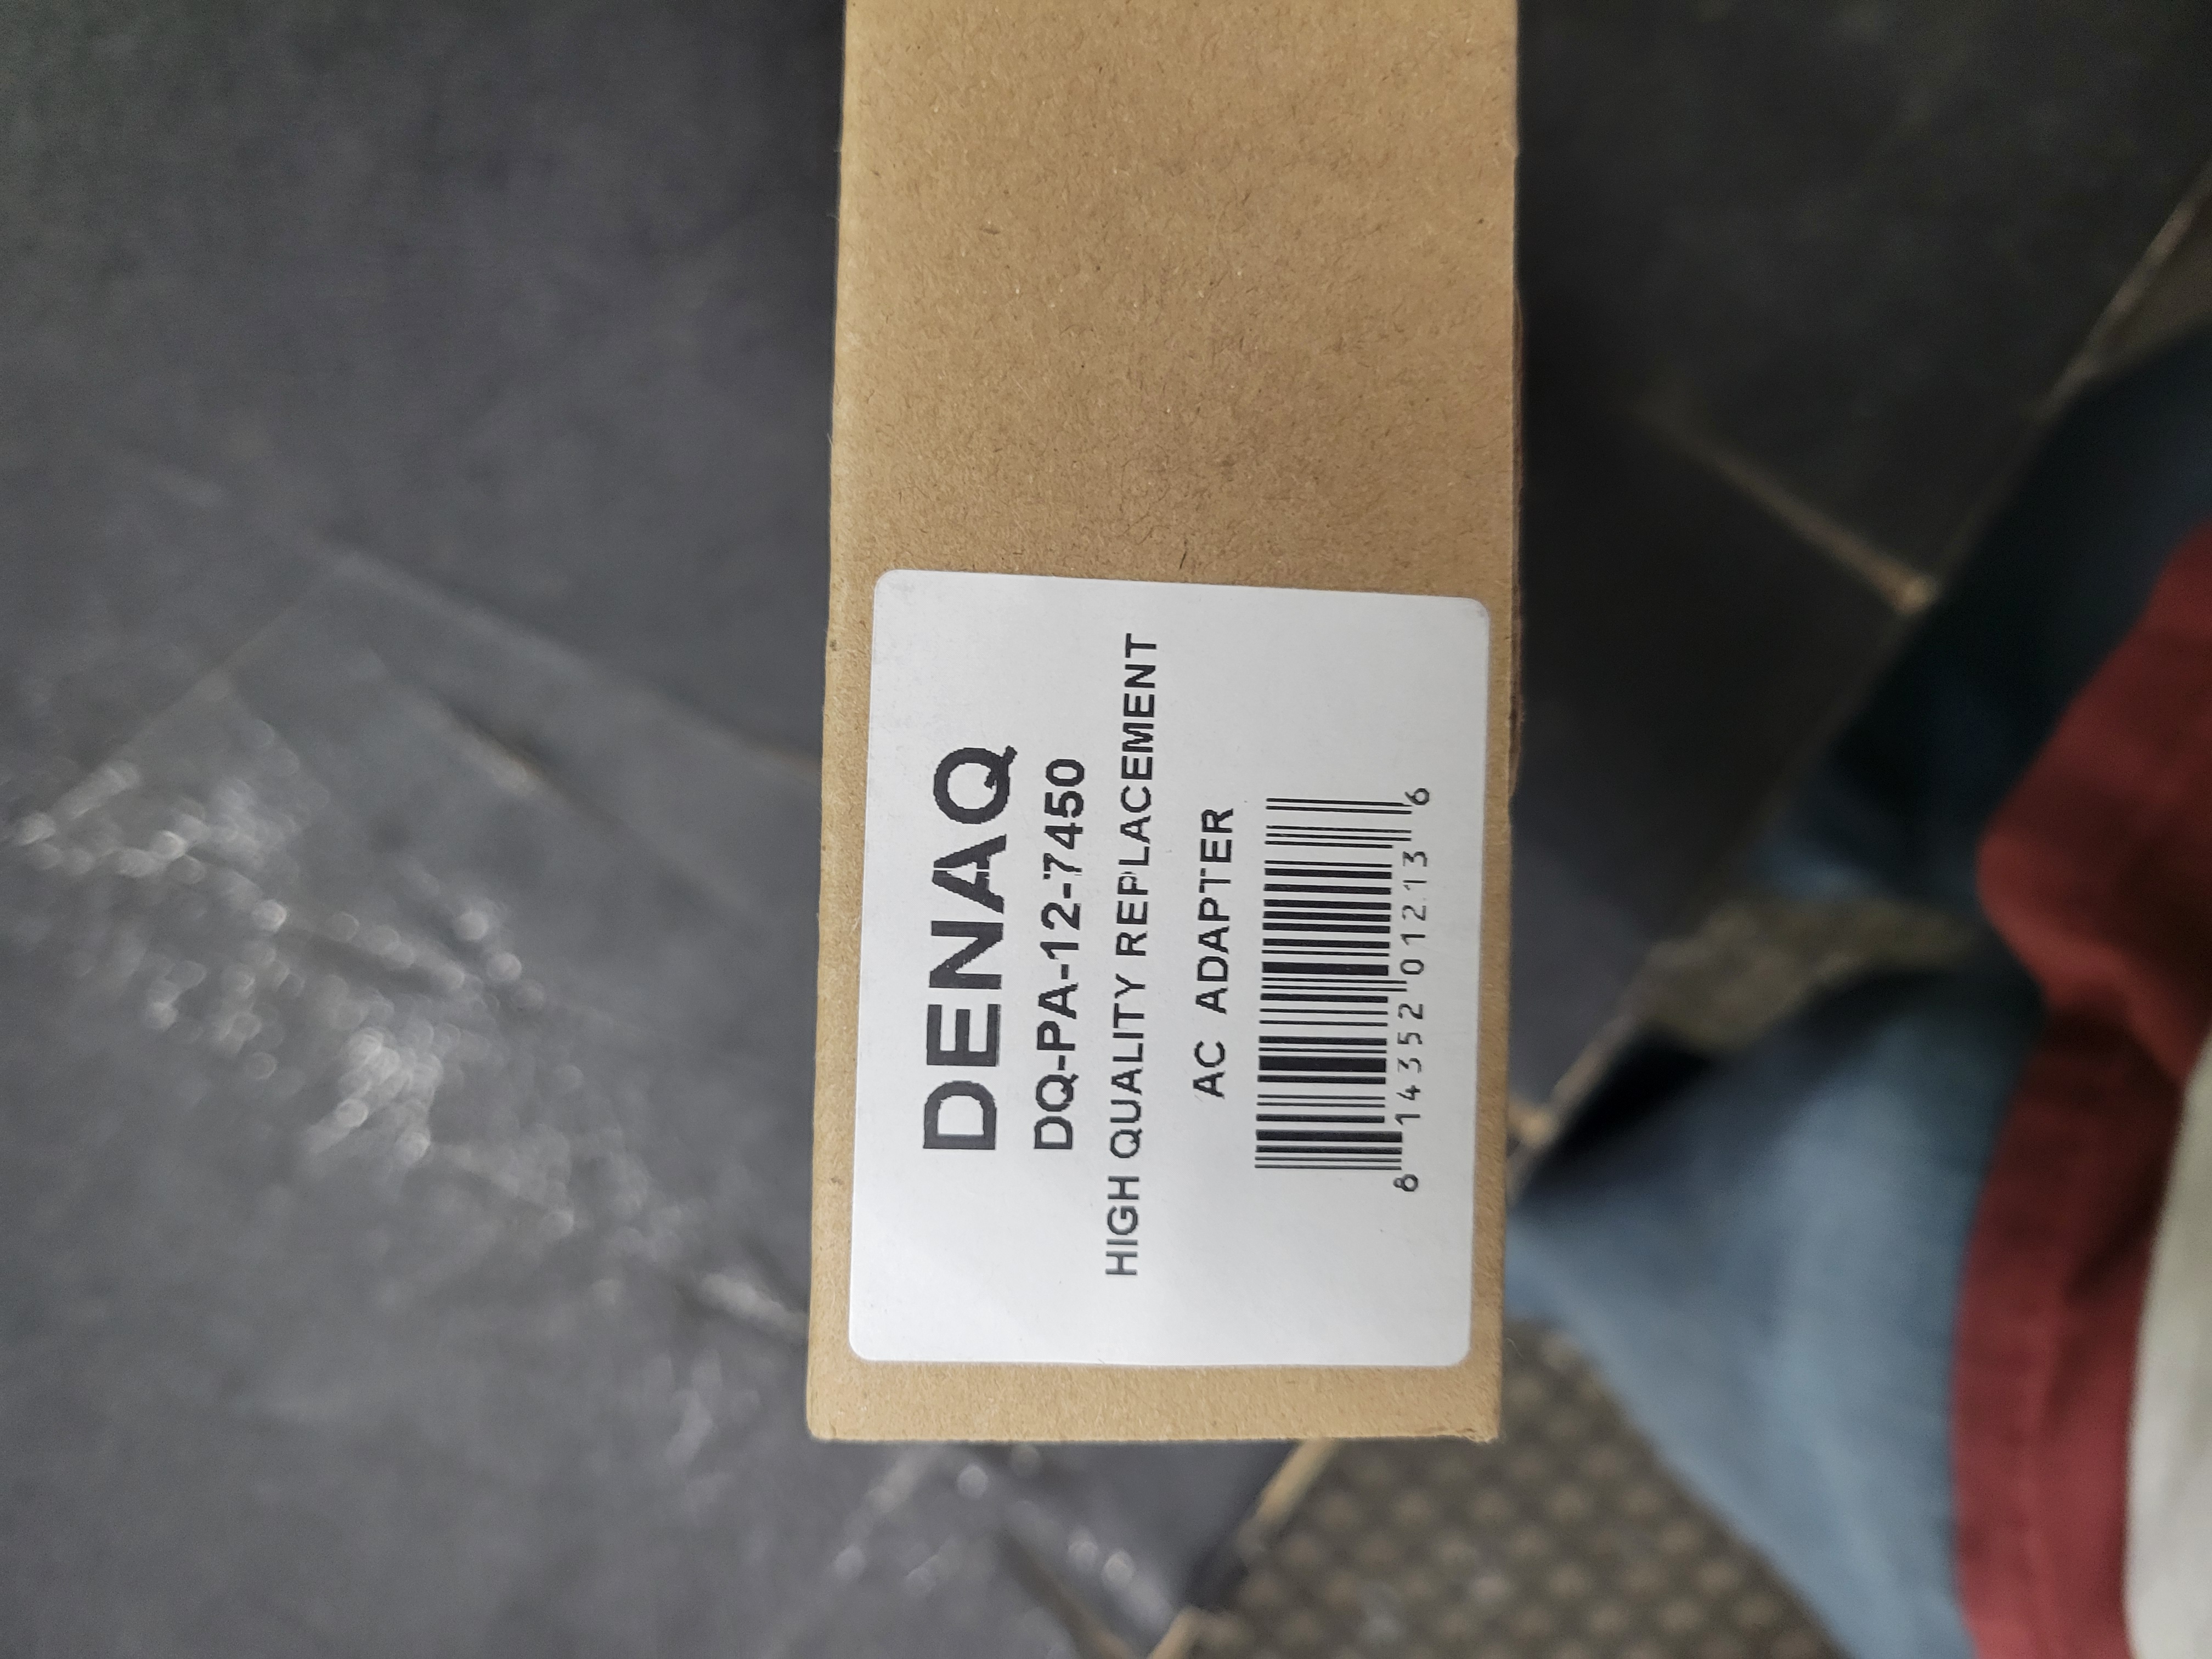 DENAQ
DQ-PA-12-7450
HIGH QUALITY REPLACEMENT
AC ADAPTER
8 14352 01213 6